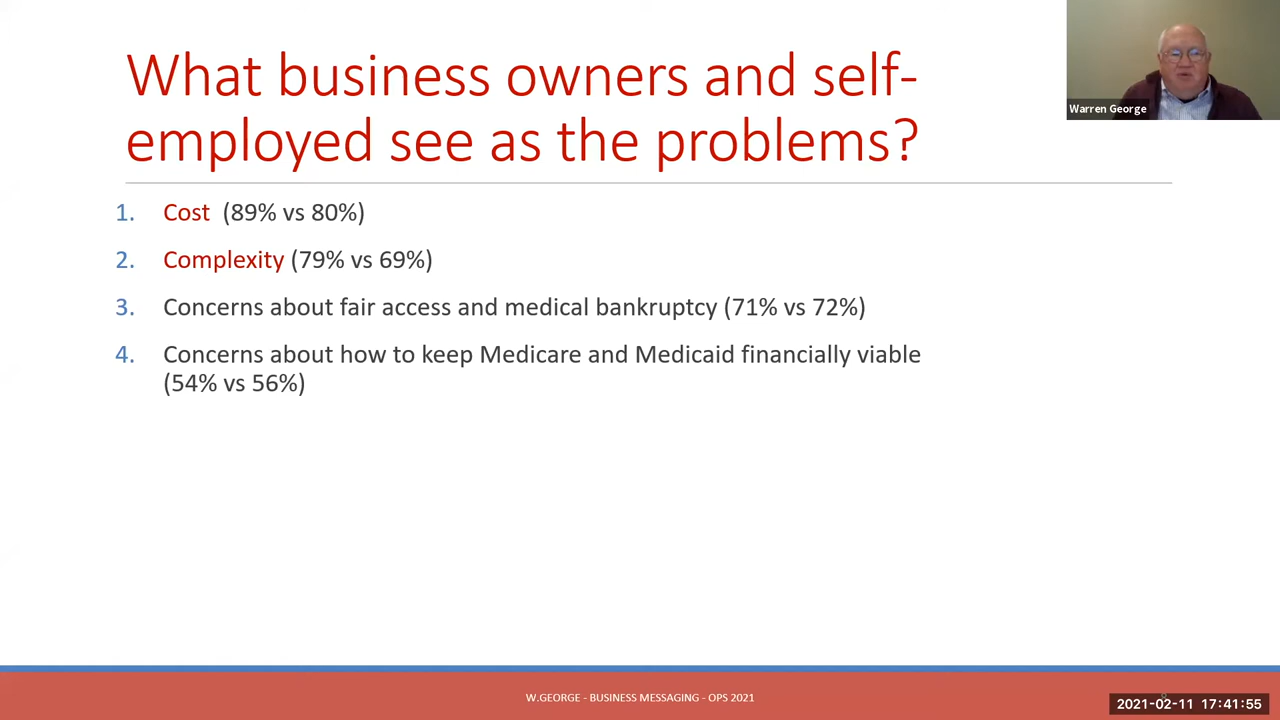 What business owners and self-
employed see as the problems?
Warren George
1. Cost (89% vs 80%)
2. Complexity (79% vs 69%)
3. Concerns about fair access and medical bankruptcy (71% vs 72%)
4. Concerns about how to keep Medicare and Medicaid financially viable
(54% vs 56%)
W.GEORGE - BUSINESS MESSAGING - OPS 2021
2021-02-11 17:41:55